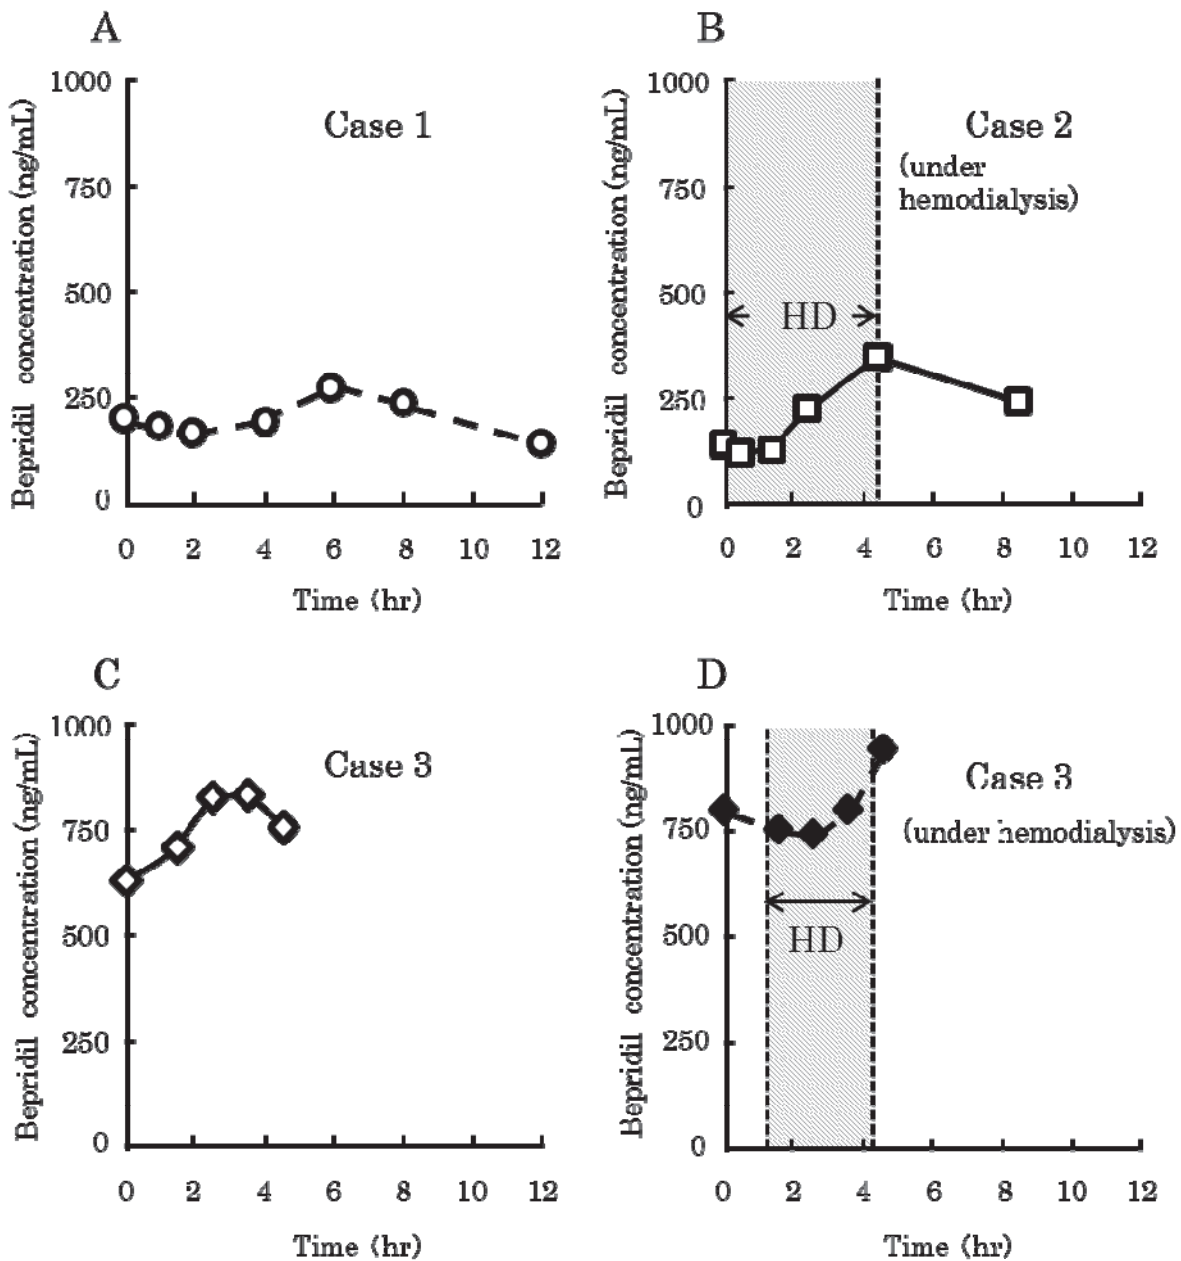 A
Bepridil concentration (ng/mL)
1000
750
500
250
0
Case 1
0 2 4 6 8 10 12
Time (hr)
B
Bepridil concentration (ng/mL)
1000
750
500
250
0
Case 2
(under
hemodialysis)
HD
0 2 4 6 8 10 12
Time (hr)
C
Bepridil concentration (ng/mL)
1000
750
500
250
0
Case 3
0 2 4 6 8 10 12
Time (hr)
D
Bepridil concentration (ng/mL)
1000
750
500
250
0
Case 3
(under hemodialysis)
HD
0 2 4 6 8 10 12
Time (hr)